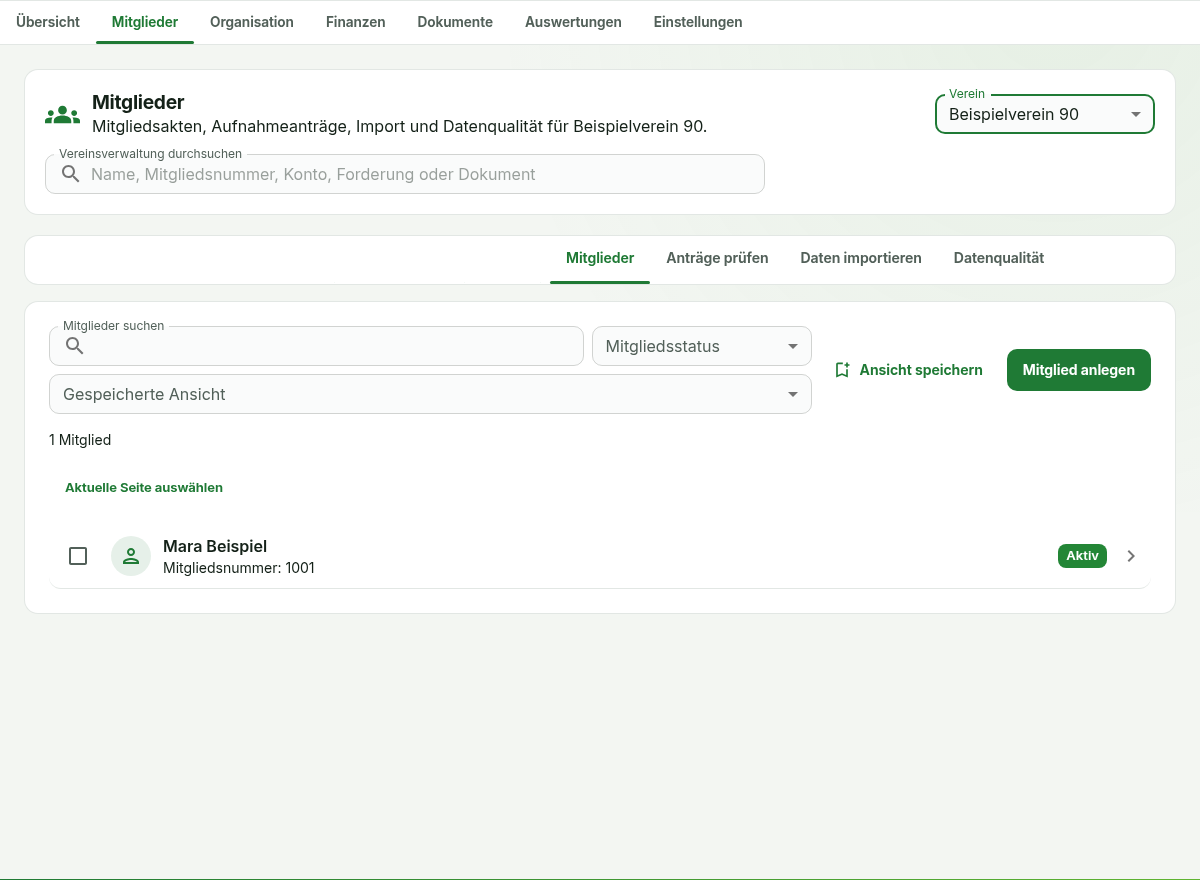 Übersicht
Mitglieder
Organisation
Finanzen
Dokumente
Auswertungen
Einstellungen
Mitglieder
Mitgliedsakten, Aufnahmeanträge, Import und Datenqualität für Beispielverein 90.
Verein
Beispielverein 90
Vereinsverwaltung durchsuchen
Name, Mitgliedsnummer, Konto, Forderung oder Dokument
Mitglieder
Anträge prüfen
Daten importieren
Datenqualität
Mitglieder suchen
Mitgliedsstatus
Gespeicherte Ansicht
Ansicht speichern
Mitglied anlegen
1 Mitglied
Aktuelle Seite auswählen
Mara Beispiel
Mitgliedsnummer: 1001
Aktiv